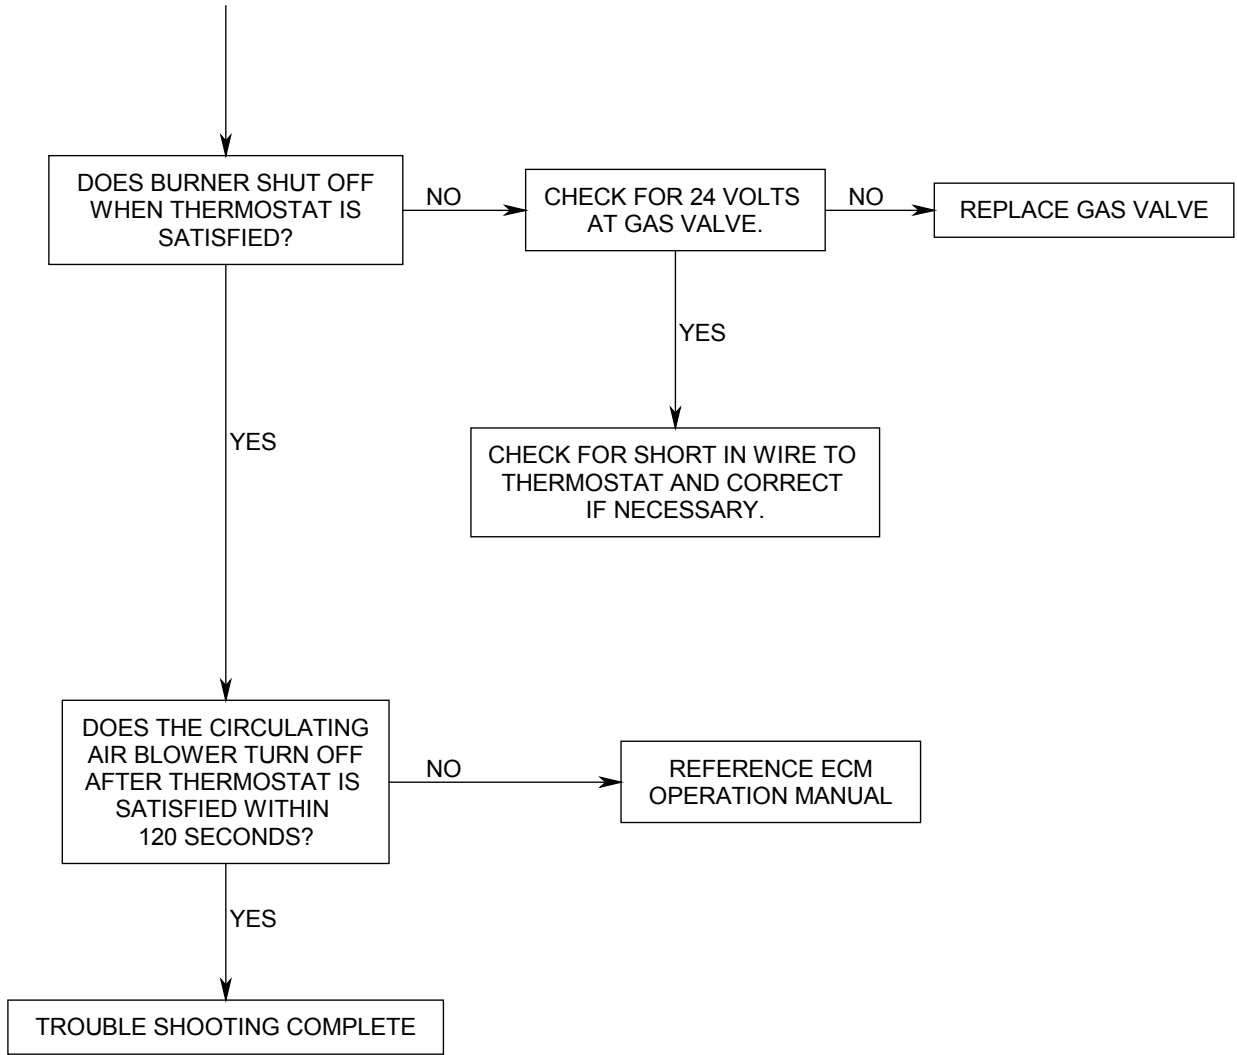 DOES BURNER SHUT OFF
WHEN THERMOSTAT IS
SATISFIED?
NO
CHECK FOR 24 VOLTS
AT GAS VALVE.
NO
REPLACE GAS VALVE
YES
CHECK FOR SHORT IN WIRE TO
THERMOSTAT AND CORRECT
IF NECESSARY.
YES
DOES THE CIRCULATING
AIR BLOWER TURN OFF
AFTER THERMOSTAT IS
SATISFIED WITHIN
120 SECONDS?
NO
REFERENCE ECM
OPERATION MANUAL
YES
TROUBLE SHOOTING COMPLETE